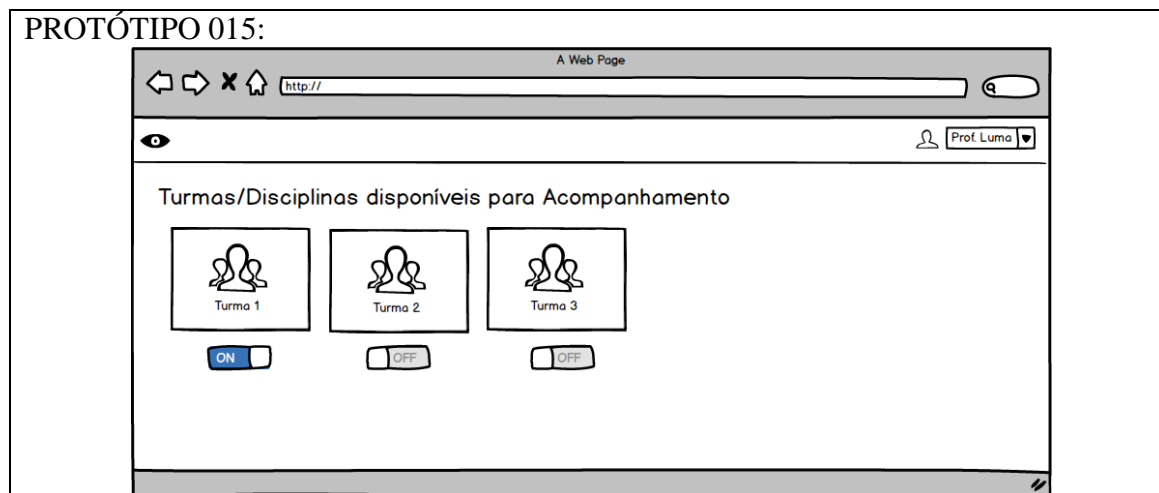 PROTÓTIPO 015:
A Web Page
http://
Prof. Luma
Turmas/Disciplinas disponíveis para Acompanhamento
Turma 1
Turma 2
Turma 3
ON
OFF
OFF